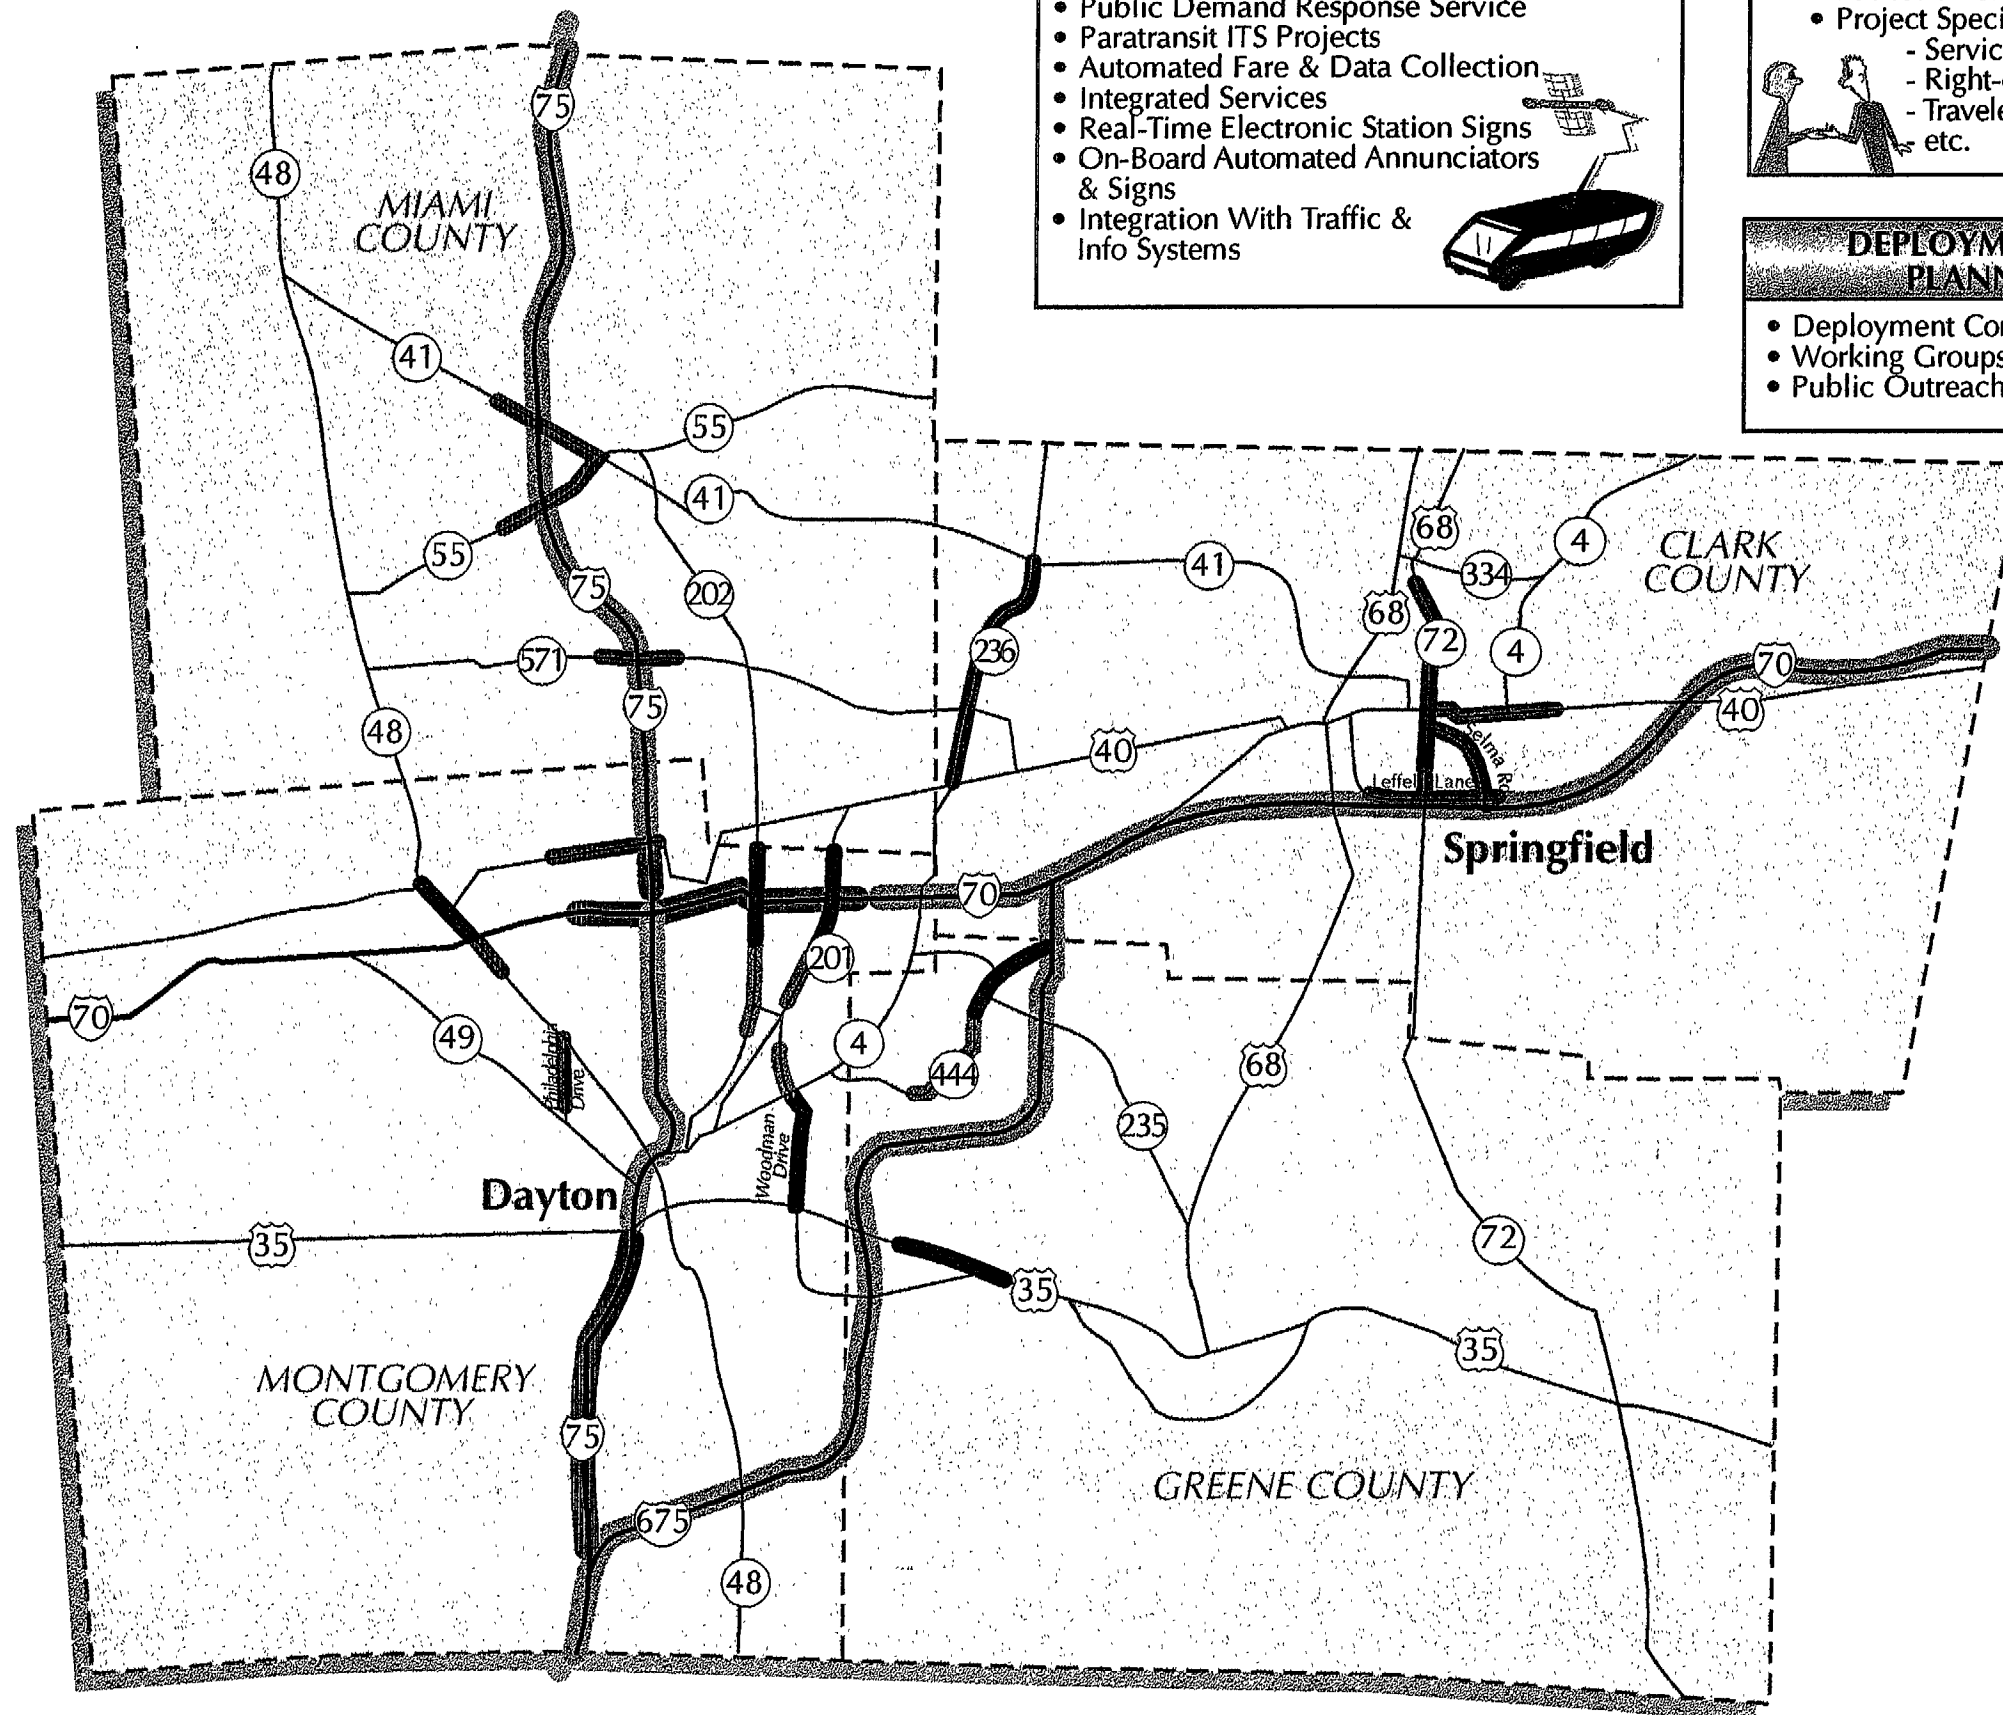 • Public Demand Response Service
• Paratransit ITS Projects
• Automated Fare & Data Collection
• Integrated Services
• Real-Time Electronic Station Signs
• On-Board Automated Annunciators
& Signs
• Integration With Traffic &
Info Systems
• Project Speci
- Servic
- Right-
- Travele
- etc.
DEPLOYM
PLANN
• Deployment Co
• Working Groups
• Public Outreach
75
48
MIAMI
COUNTY
41
55
41
55
75
202
571
75
48
68
4
CLARK
COUNTY
334
41
68
72
4
236
70
40
40
Selma Rd
Leffel Lane
Springfield
70
201
70
49
Philadelphia
Drive
4
444
68
235
Woodman
Drive
Dayton
35
72
35
35
MONTGOMERY
COUNTY
75
GREENE COUNTY
675
48